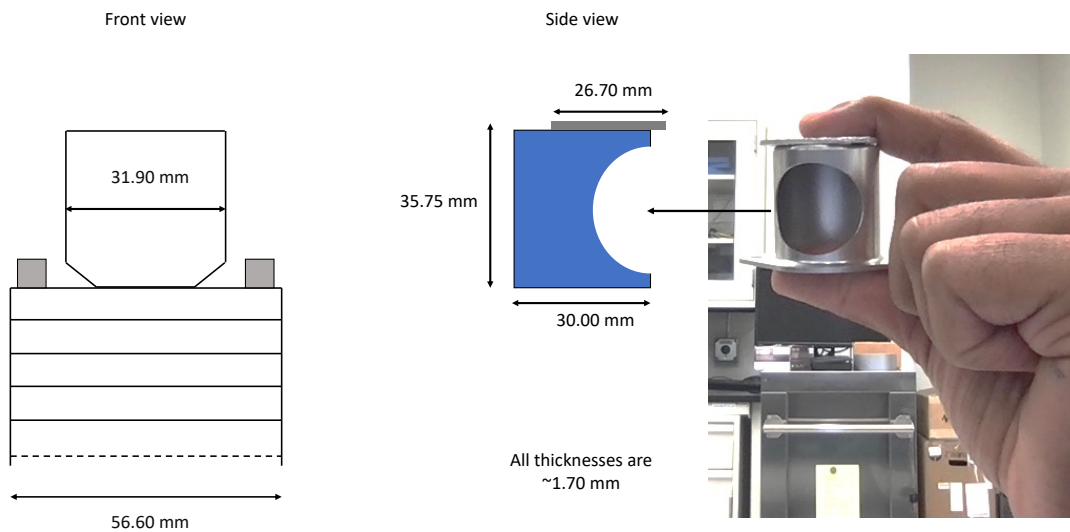 Front view
Side view
26.70 mm
31.90 mm
35.75 mm
30.00 mm
All thicknesses are
~1.70 mm
56.60 mm